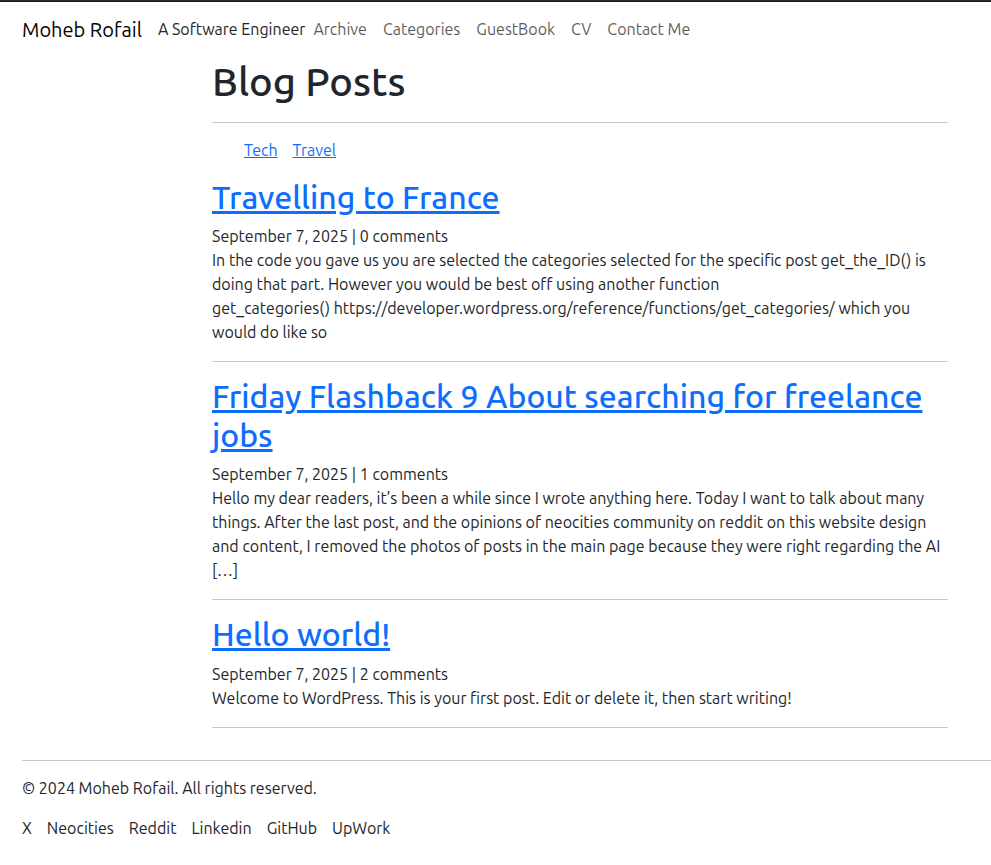 Moheb Rofail A Software Engineer Archive Categories GuestBook CV Contact Me
Blog Posts
Tech Travel
Travelling to France
September 7, 2025 | 0 comments
In the code you gave us you are selected the categories selected for the specific post get_the_ID() is
doing that part. However you would be best off using another function
get_categories() https://developer.wordpress.org/reference/functions/get_categories/ which you
would do like so
Friday Flashback 9 About searching for freelance
jobs
September 7, 2025 | 1 comments
Hello my dear readers, it’s been a while since I wrote anything here. Today I want to talk about many
things. After the last post, and the opinions of neocities community on reddit on this website design
and content, I removed the photos of posts in the main page because they were right regarding the AI
[…]
Hello world!
September 7, 2025 | 2 comments
Welcome to WordPress. This is your first post. Edit or delete it, then start writing!
© 2024 Moheb Rofail. All rights reserved.
X Neocities Reddit Linkedin GitHub UpWork